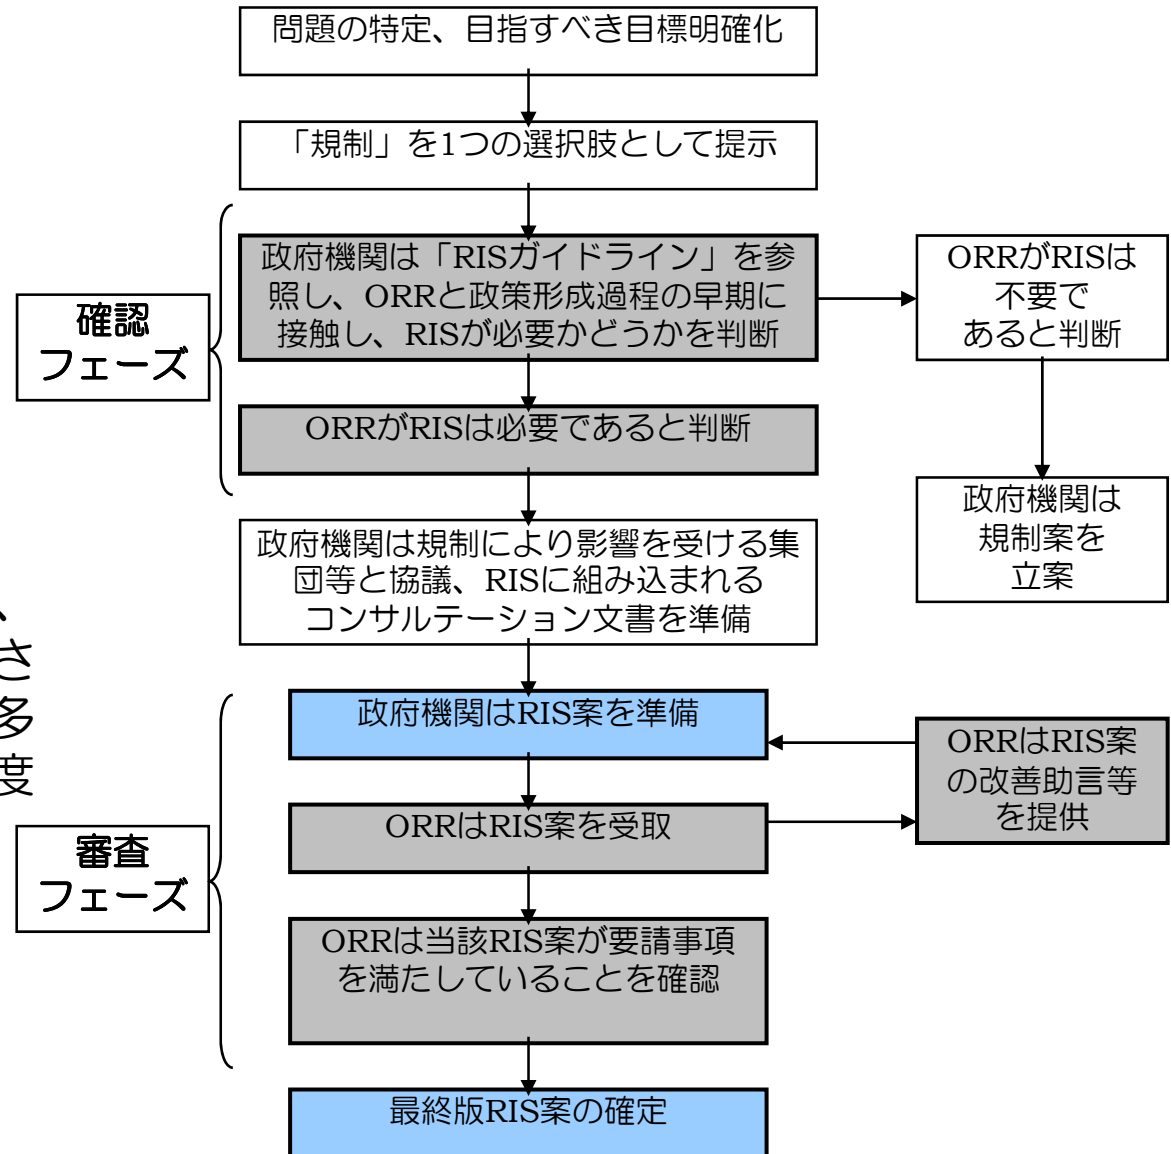 問題の特定、目指すべき目標明確化
「規制」を1つの選択肢として提示
確認
フェーズ
政府機関は「RISガイドライン」を参
照し、ORRと政策形成過程の早期に
接触し、RISが必要かどうかを判断
ORRがRISは
不要で
あると判断
ORRがRISは必要であると判断
政府機関は
規制案を
立案
政府機関は規制により影響を受ける集
団等と協議、RISに組み込まれる
コンサルテーション文書を準備
、
さ
多
度
審査
フェーズ
政府機関はRIS案を準備
ORRはRIS案
の改善助言等
を提供
ORRはRIS案を受取
ORRは当該RIS案が要請事項
を満たしていることを確認
最終版RIS案の確定